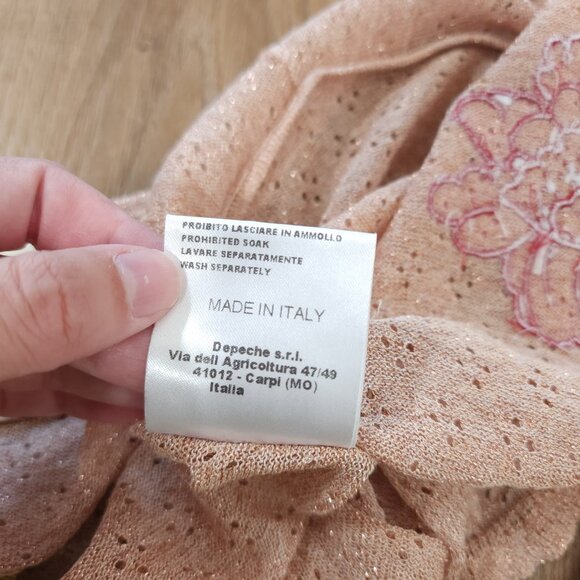 PROIBITO LASCIARE IN AMMOLLO
PROHIBITED SOAK
LAVARE SEPARATAMENTE
WASH SEPARATELY
MADE IN ITALY
Depeche s.r.l.
Via dell Agricoltura 47/49
41012 - Carpi (MO)
Italia